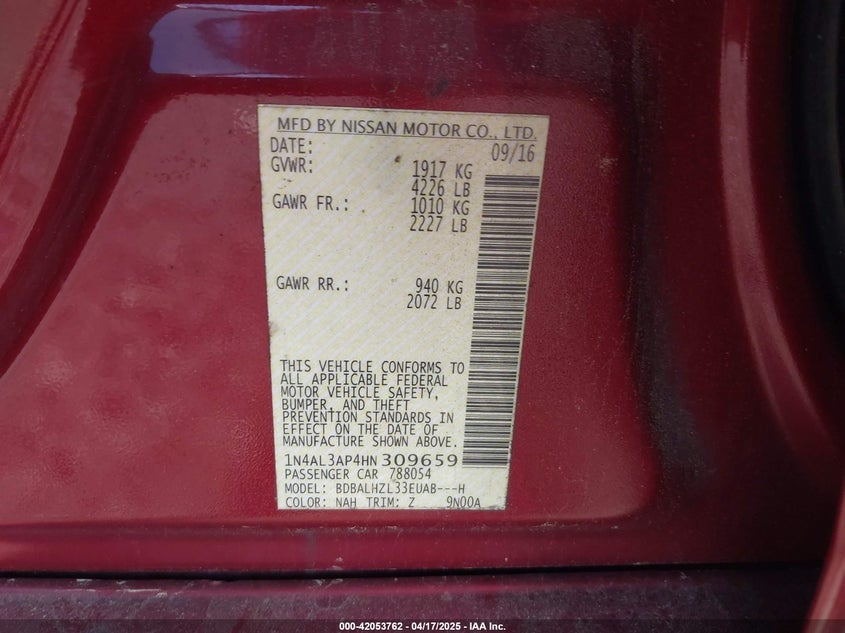 MFD BY NISSAN MOTOR CO., LTD.
DATE: 09/16
GVWR: 1917 KG
4226 LB
GAWR FR.: 1010 KG
2227 LB
GAWR RR.: 940 KG
2072 LB
THIS VEHICLE CONFORMS TO
ALL APPLICABLE FEDERAL
MOTOR VEHICLE SAFETY,
BUMPER, AND THEFT
PREVENTION STANDARDS IN
EFFECT ON THE DATE OF
MANUFACTURE SHOWN ABOVE.
1N4AL3AP4HN309659
PASSENGER CAR 788054
MODEL: BDBALHZL33EUAB---H
COLOR: NAH TRIM: Z 9N00A
000-42053762 - 04/17/2025 - IAA Inc.